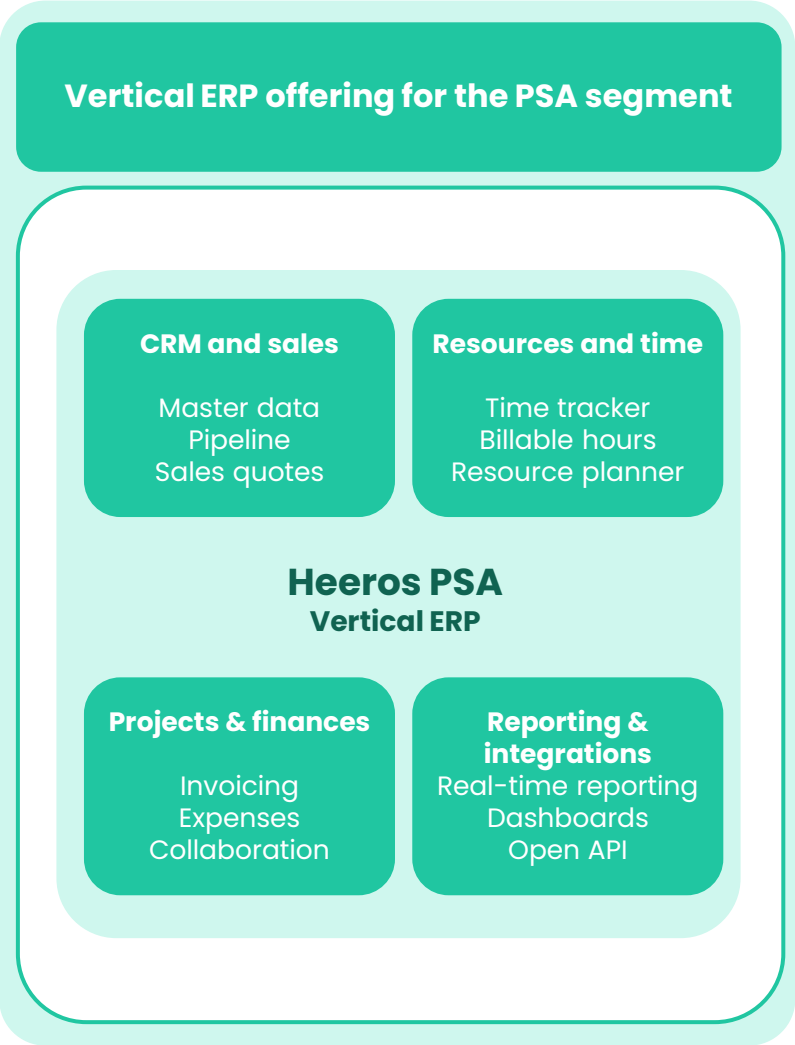 Vertical ERP offering for the PSA segment
CRM and sales
Master data
Pipeline
Sales quotes
Resources and time
Time tracker
Billable hours
Resource planner
Heeros PSA
Vertical ERP
Projects & finances
Invoicing
Expenses
Collaboration
Reporting &
integrations
Real-time reporting
Dashboards
Open API